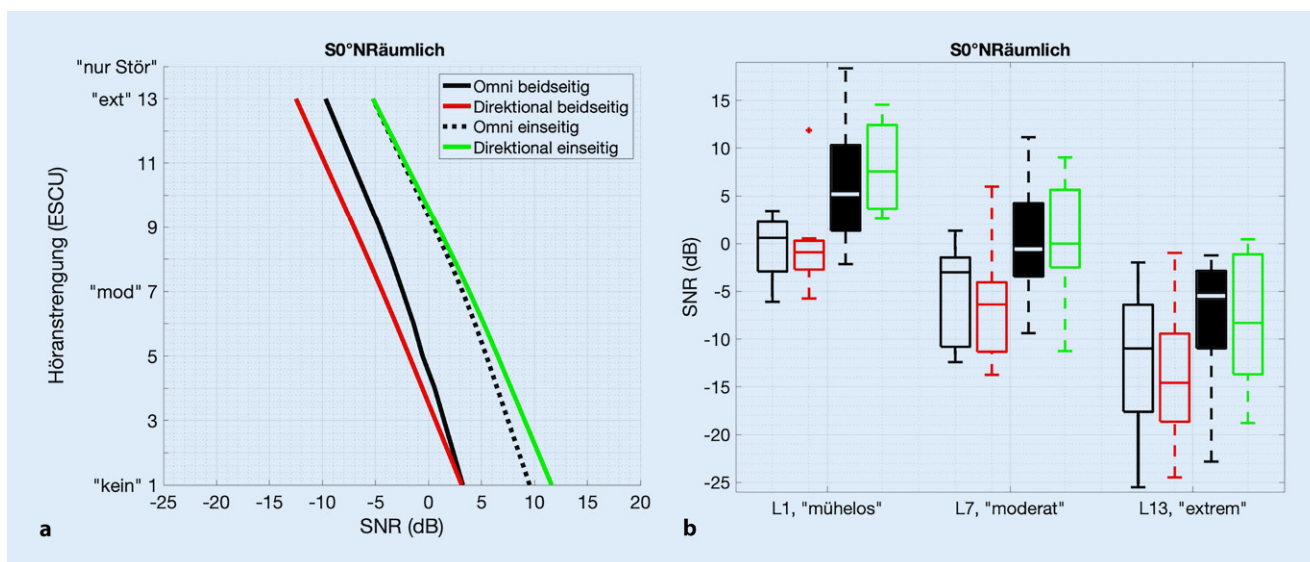 S0°NRäumlich
"nur Stör"
"ext" 13
11
9
"mod" 7
5
3
"kein" 1
Höranstrengung (ESCU)
Omni beidseitig
Direktional beidseitig
Omni einseitig
Direktional einseitig
-25 -20 -15 -10 -5 0 5 10 15 20
SNR (dB)
a
S0°NRäumlich
15
10
5
0
-5
-10
-15
-20
-25
SNR (dB)
L1, "mühelos" L7, "moderat" L13, "extrem"
b